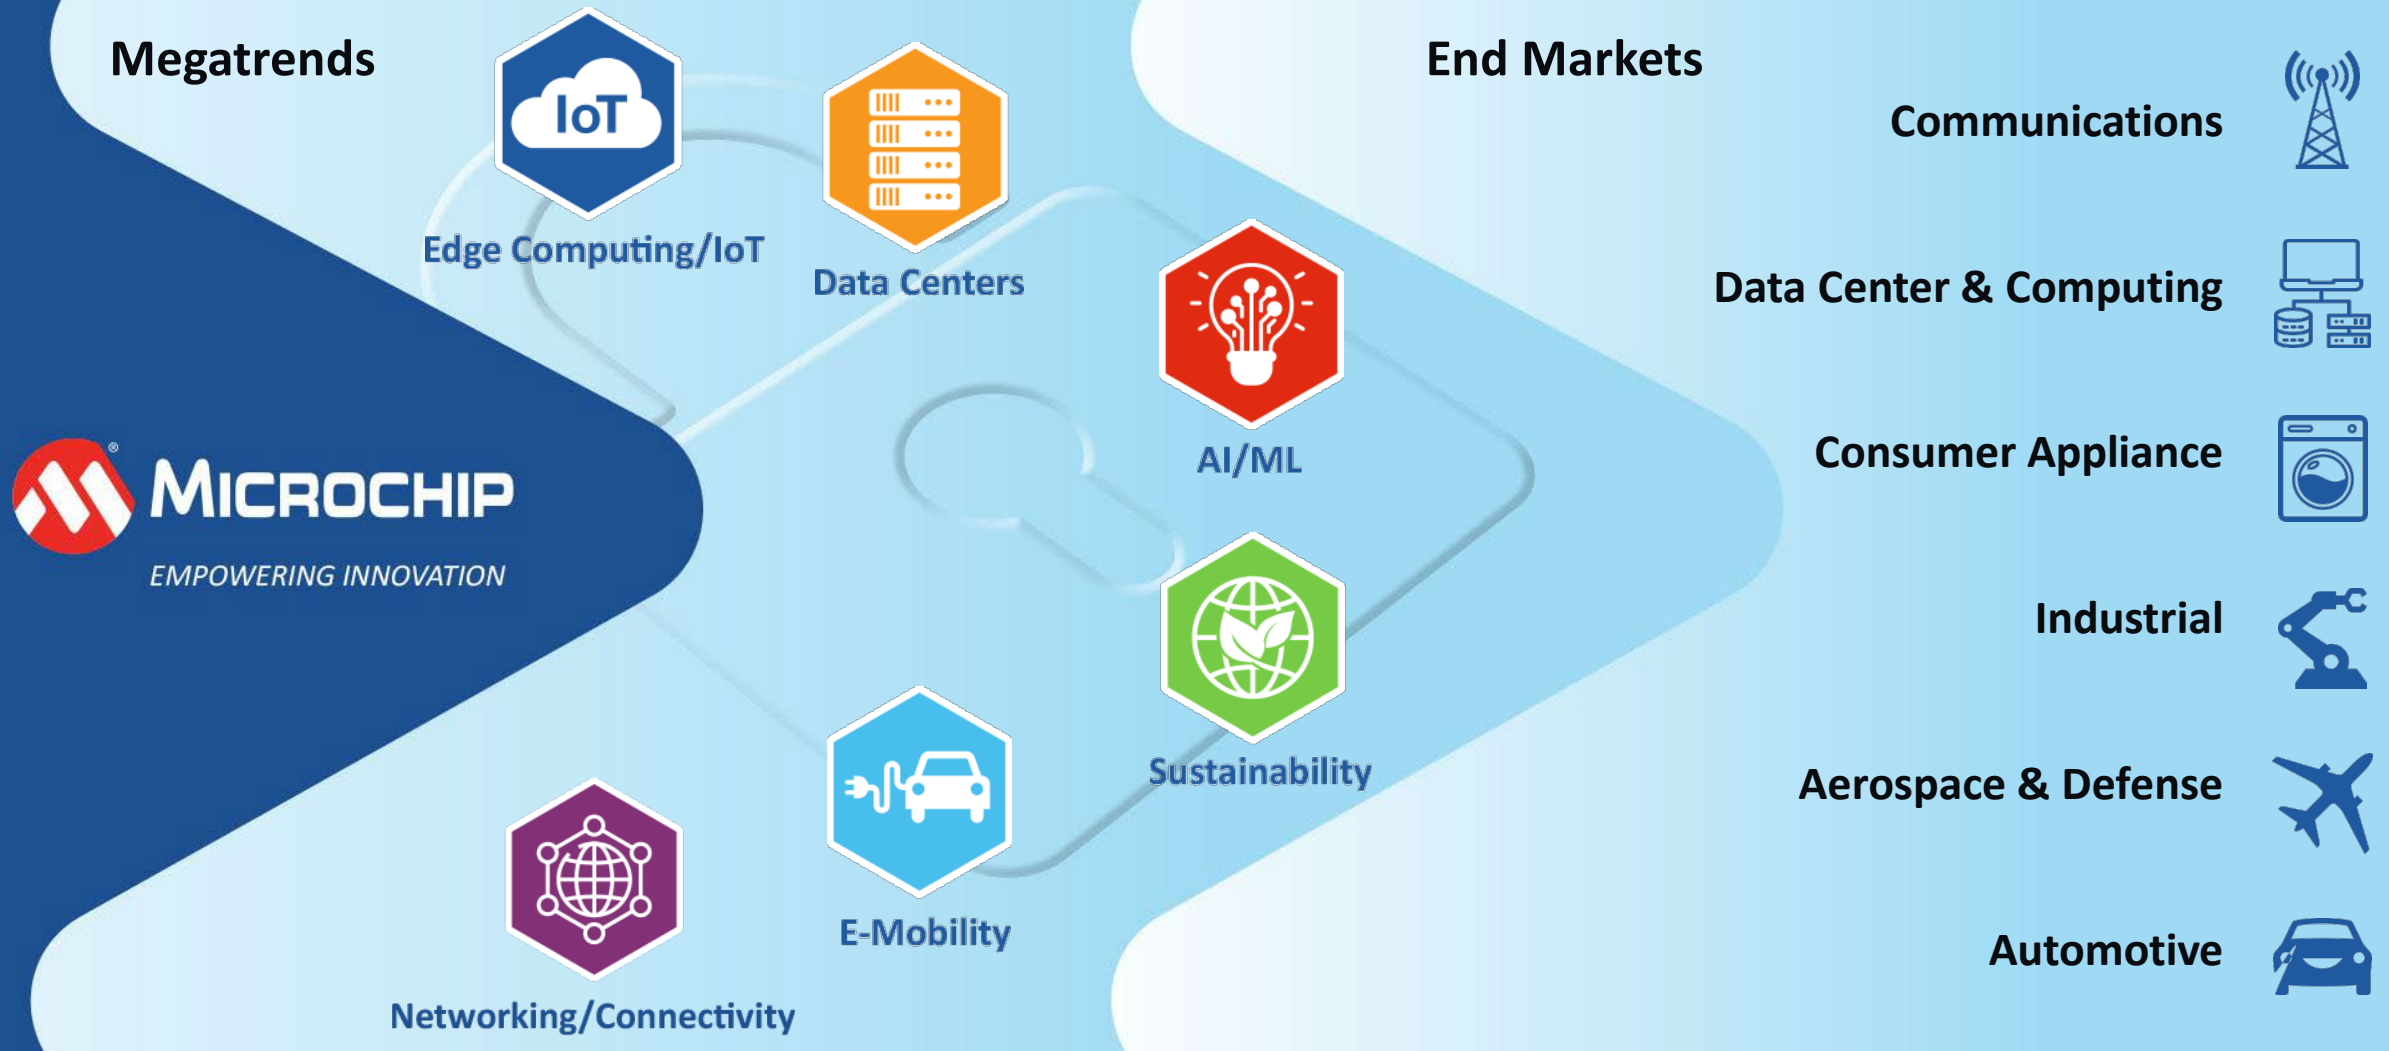 Megatrends
IoT
Edge Computing/IoT
Data Centers
AI/ML
Sustainability
E-Mobility
Networking/Connectivity
MICROCHIP®
EMPOWERING INNOVATION
End Markets
Communications
Data Center & Computing
Consumer Appliance
Industrial
Aerospace & Defense
Automotive